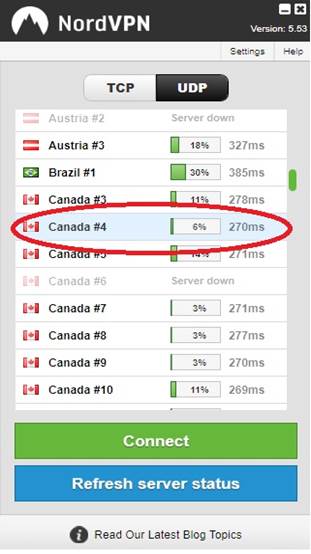 NordVPN
Version: 5.53
Settings Help
TCP UDP
Austria #2 Server down
Austria #3 18% 327ms
Brazil #1 30% 385ms
Canada #3 11% 278ms
Canada #4 6% 270ms
Canada #5 14% 271ms
Canada #6 Server down
Canada #7 3% 271ms
Canada #8 3% 277ms
Canada #9 3% 270ms
Canada #10 11% 269ms
Connect
Refresh server status
Read Our Latest Blog Topics